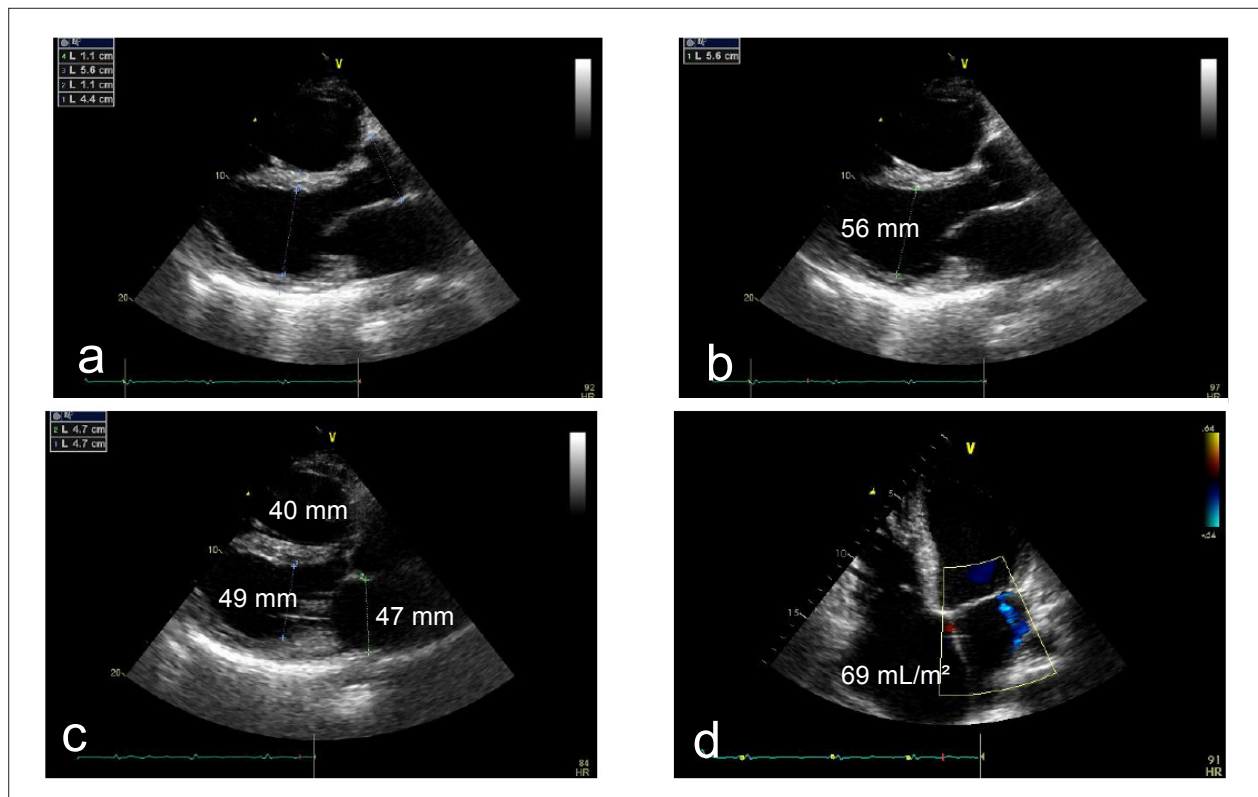 4 L 1.1 cm
3 L 5.6 cm
2 L 1.1 cm
1 L 4.4 cm
V
10
20
a
92
HR
1 L 5.6 cm
V
10
56 mm
20
b
97
HR
2 L 4.7 cm
1 L 4.7 cm
V
40 mm
10
49 mm
47 mm
20
c
84
HR
V
.64
5
10
15
69 mL/m²
d
91
HR